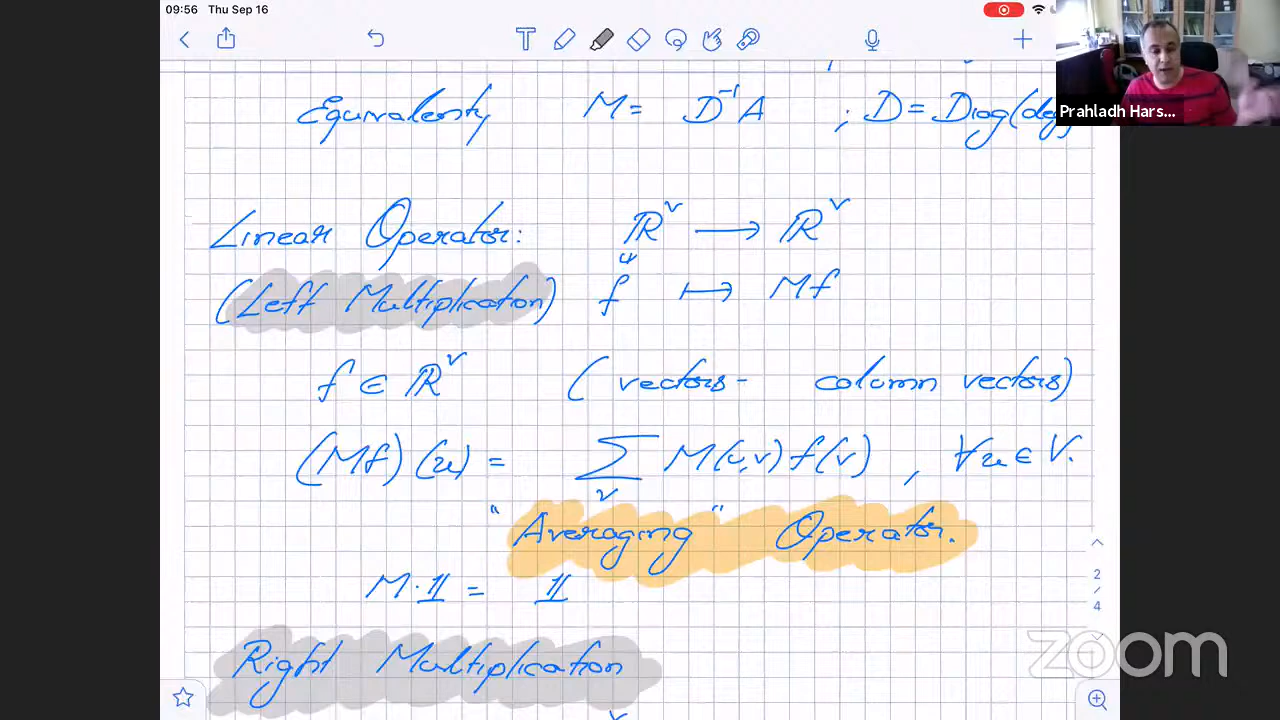 09:56 Thu Sep 16
Prahladh Hars...
Equivalently M = D⁻¹A ; D = Diag(deg)
Linear Operator: ℝⱽ → ℝⱽ
(Left Multiplication) f ↦ Mf
f ∈ ℝⱽ (vectors - column vectors)
(Mf)(u) = ∑ᵥ M(u,v) f(v) , ∀u ∈ V.
"Averaging" Operator.
M·𝟙 = 𝟙
Right Multiplication
2
/
4
zoom